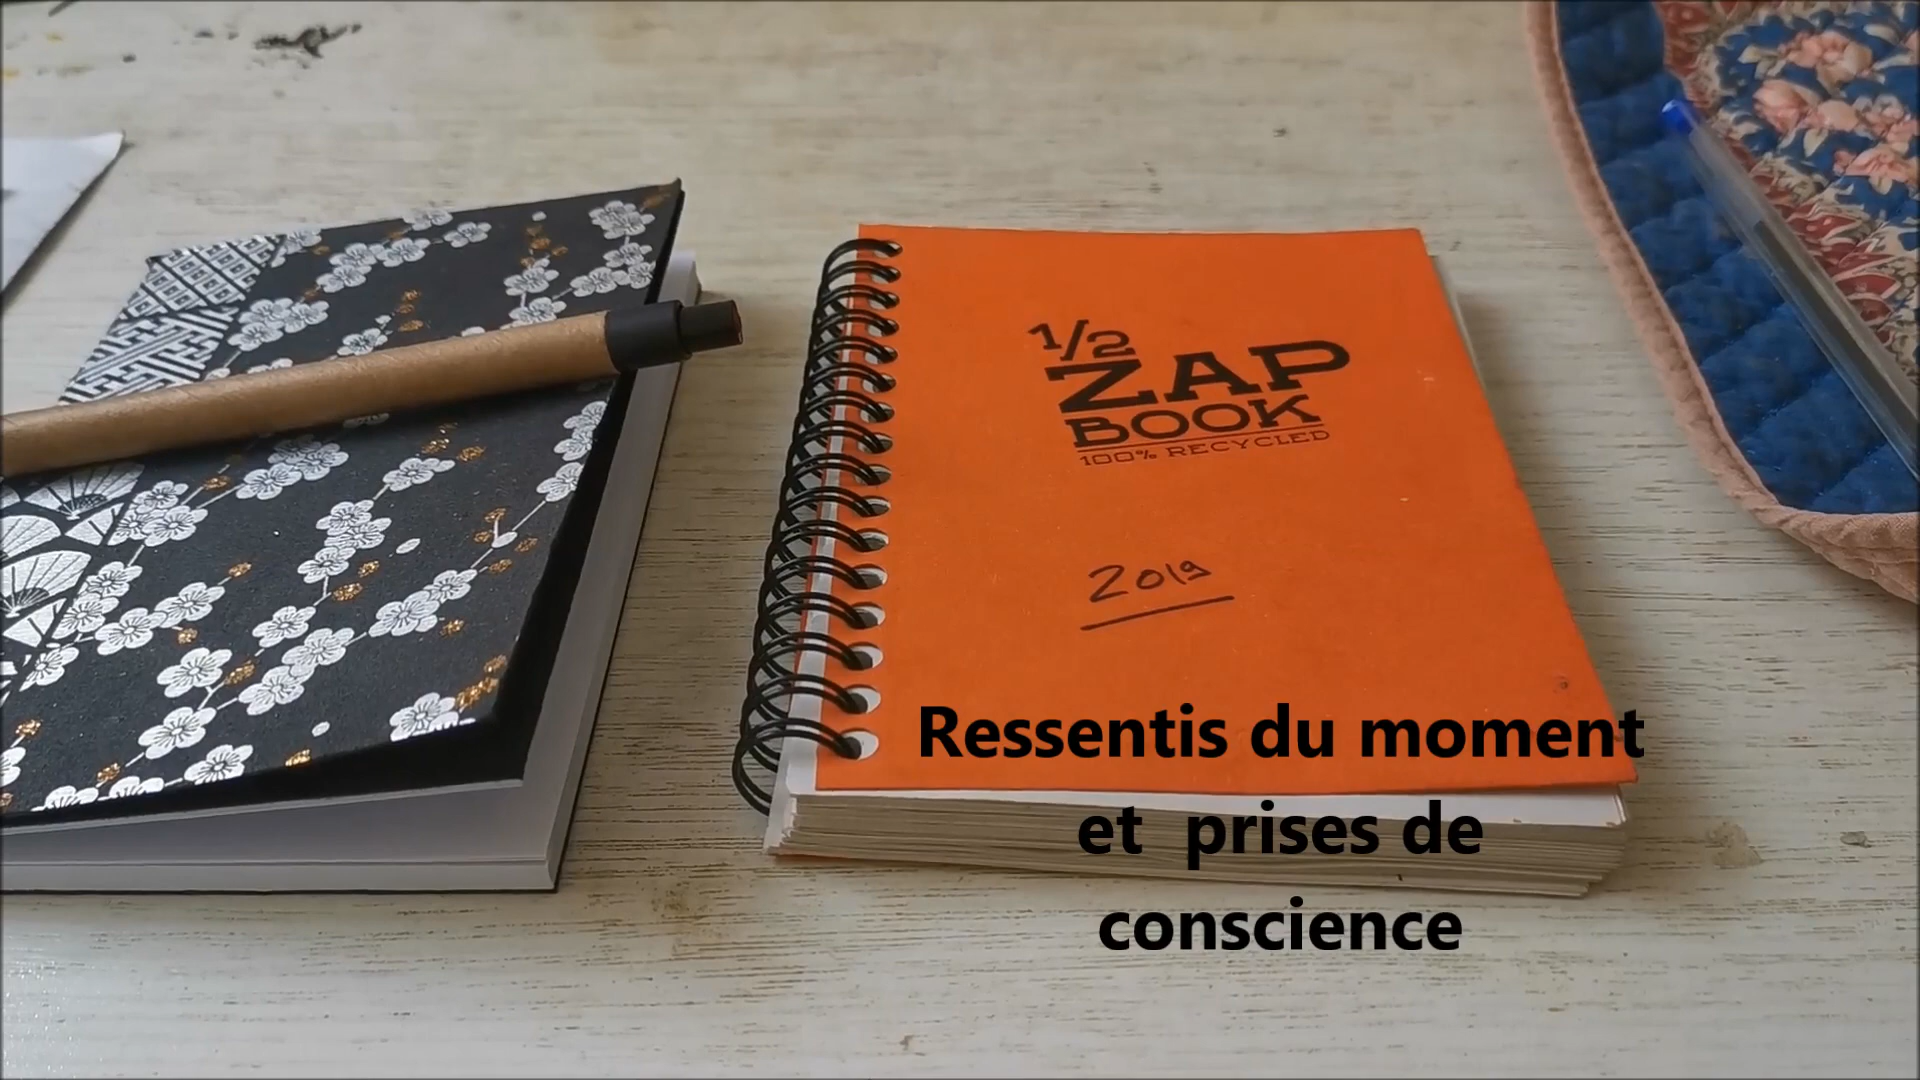 1/2
ZAP
BOOK
100% RECYCLED
2019
Ressentis du moment
et  prises de
conscience